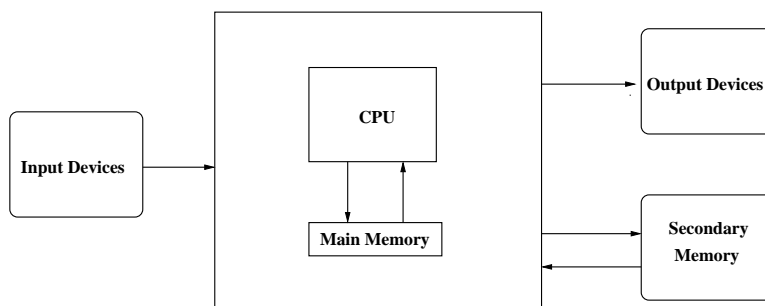 Input Devices
CPU
Main Memory
Output Devices
Secondary
Memory